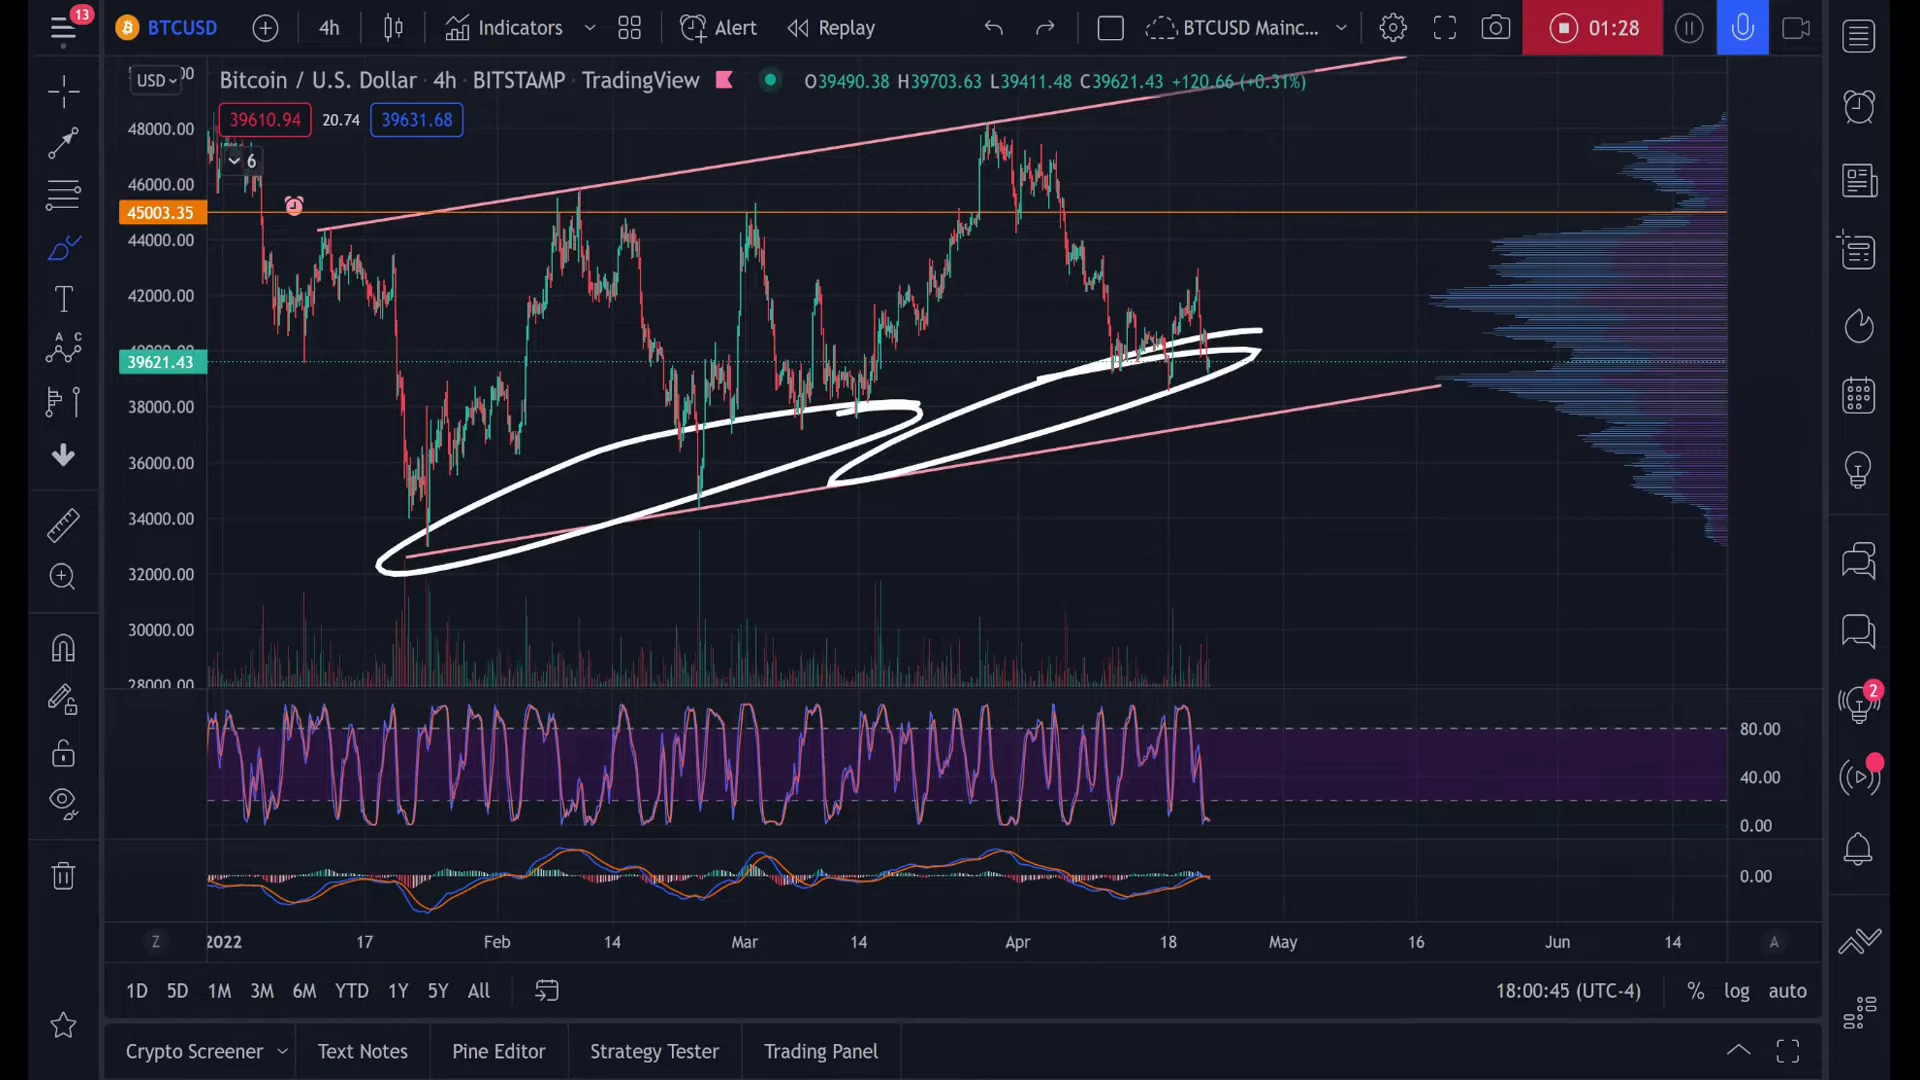 13
BTCUSD
4h
Indicators
Alert
Replay
BTCUSD Mainc...
01:28
USD
Bitcoin / U.S. Dollar · 4h · BITSTAMP · TradingView
O39490.38 H39703.63 L39411.48 C39621.43 +120.66 (+0.31%)
39610.94 20.74 39631.68
6
48000.00
46000.00
45003.35
44000.00
42000.00
39621.43
38000.00
36000.00
34000.00
32000.00
30000.00
28000.00
T
A C
B
2
80.00
40.00
0.00
0.00
Z 2022 17 Feb 14 Mar 14 Apr 18 May 16 Jun 14 A
1D 5D 1M 3M 6M YTD 1Y 5Y All
18:00:45 (UTC-4) % log auto
Crypto Screener Text Notes Pine Editor Strategy Tester Trading Panel